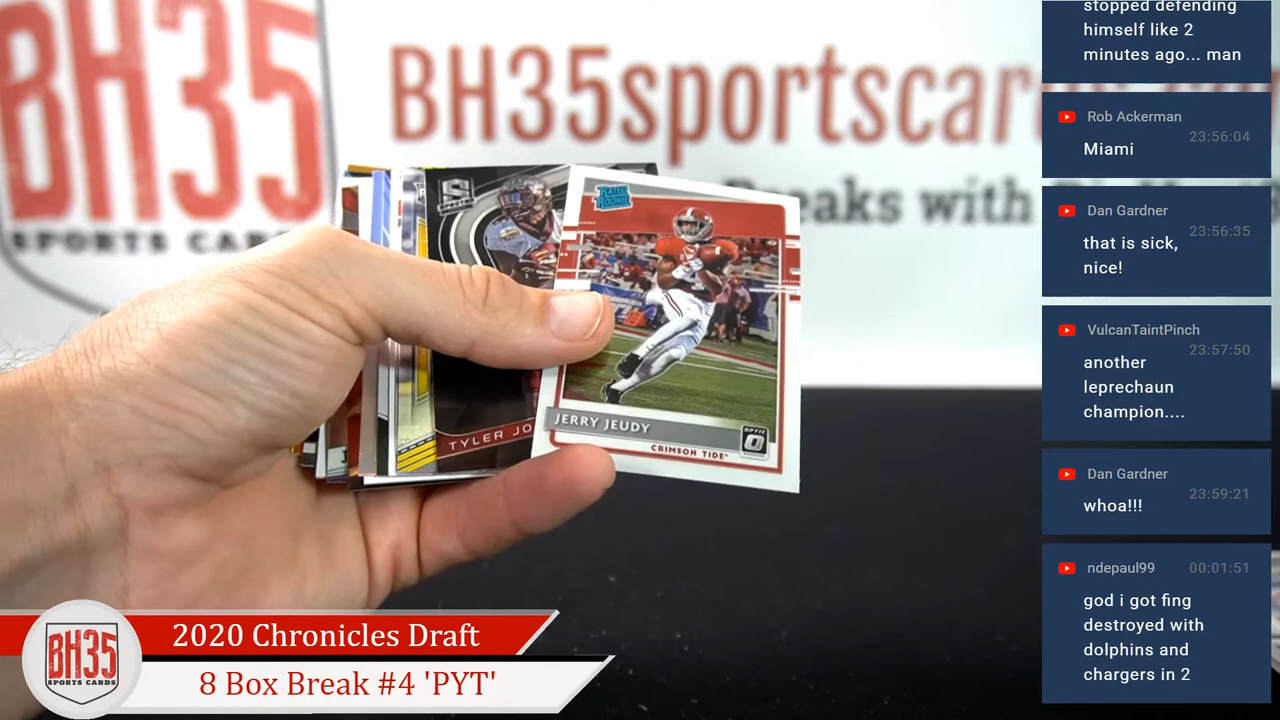 BH35
SPORTS CARDS
BH35sportscar
eaks with
RATED
ROOKIE
JERRY JEUDY
OPTIC
CRIMSON TIDE
TYLER JO
SPECTRA
2020 Chronicles Draft
8 Box Break #4 'PYT'
BH35
SPORTS CARDS
stopped defending
himself like 2
minutes ago... man
Rob Ackerman
23:56:04
Miami
Dan Gardner
23:56:35
that is sick,
nice!
VulcanTaintPinch
23:57:50
another
leprechaun
champion....
Dan Gardner
23:59:21
whoa!!!
ndepaul99
00:01:51
god i got fing
destroyed with
dolphins and
chargers in 2